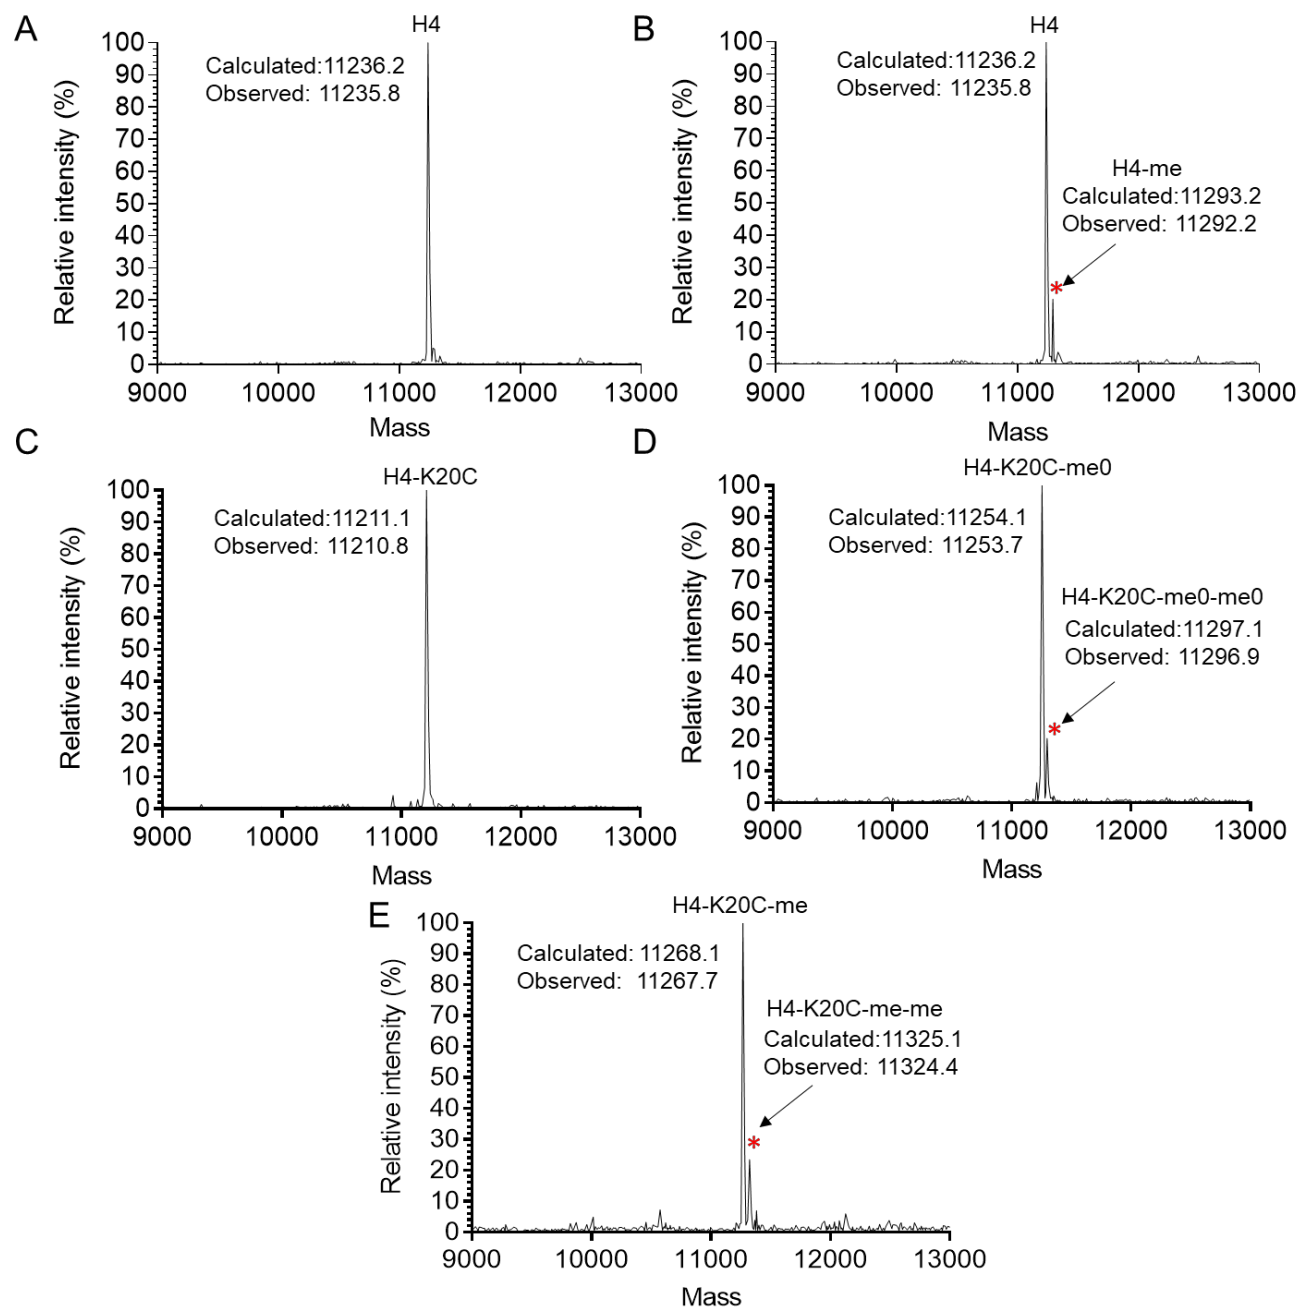 A
H4
Calculated:11236.2
Observed: 11235.8
Relative intensity (%)
100
90
80
70
60
50
40
30
20
10
0
9000 10000 11000 12000 13000
Mass
B
H4
Calculated:11236.2
Observed: 11235.8
H4-me
Calculated:11293.2
Observed: 11292.2
*
Relative intensity (%)
100
90
80
70
60
50
40
30
20
10
0
9000 10000 11000 12000 13000
Mass
C
H4-K20C
Calculated:11211.1
Observed: 11210.8
Relative intensity (%)
100
90
80
70
60
50
40
30
20
10
0
9000 10000 11000 12000 13000
Mass
D
H4-K20C-me0
Calculated:11254.1
Observed: 11253.7
H4-K20C-me0-me0
Calculated:11297.1
Observed: 11296.9
*
Relative intensity (%)
100
90
80
70
60
50
40
30
20
10
0
9000 10000 11000 12000 13000
Mass
E
H4-K20C-me
Calculated: 11268.1
Observed: 11267.7
H4-K20C-me-me
Calculated:11325.1
Observed: 11324.4
*
Relative intensity (%)
100
90
80
70
60
50
40
30
20
10
0
9000 10000 11000 12000 13000
Mass